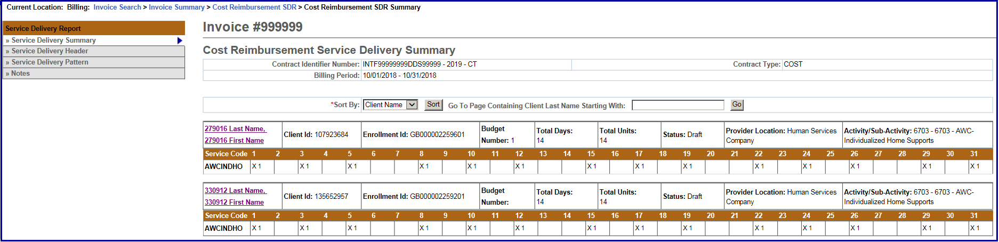 Current Location: Billing: Invoice Search > Invoice Summary > Cost Reimbursement SDR > Cost Reimbursement SDR Summary
Service Delivery Report
» Service Delivery Summary
» Service Delivery Header
» Service Delivery Pattern
» Notes
Invoice #999999
Cost Reimbursement Service Delivery Summary
Contract Identifier Number: INTF99999999DDS99999 - 2019 - CT Contract Type: COST
Billing Period: 10/01/2018 - 10/31/2018
*Sort By: Client Name Sort Go To Page Containing Client Last Name Starting With: Go
279016 Last Name, 279016 First Name Client Id: 107923684 Enrollment Id: GB000002259601 Budget Number: 1 Total Days: 14 Total Units: 14 Status: Draft Provider Location: Human Services Company Activity/Sub-Activity: 6703 - 6703 - AWC-Individualized Home Supports
Service Code 1 2 3 4 5 6 7 8 9 10 11 12 13 14 15 16 17 18 19 20 21 22 23 24 25 26 27 28 29 30 31
AWCINDHO X 1 X 1 X 1 X 1 X 1 X 1 X 1 X 1 X 1 X 1 X 1 X 1 X 1 X 1
330912 Last Name, 330912 First Name Client Id: 135652957 Enrollment Id: GB000002259201 Budget Number: Total Days: 14 Total Units: 14 Status: Draft Provider Location: Human Services Company Activity/Sub-Activity: 6703 - 6703 - AWC-Individualized Home Supports
Service Code 1 2 3 4 5 6 7 8 9 10 11 12 13 14 15 16 17 18 19 20 21 22 23 24 25 26 27 28 29 30 31
AWCINDHO X 1 X 1 X 1 X 1 X 1 X 1 X 1 X 1 X 1 X 1 X 1 X 1 X 1 X 1